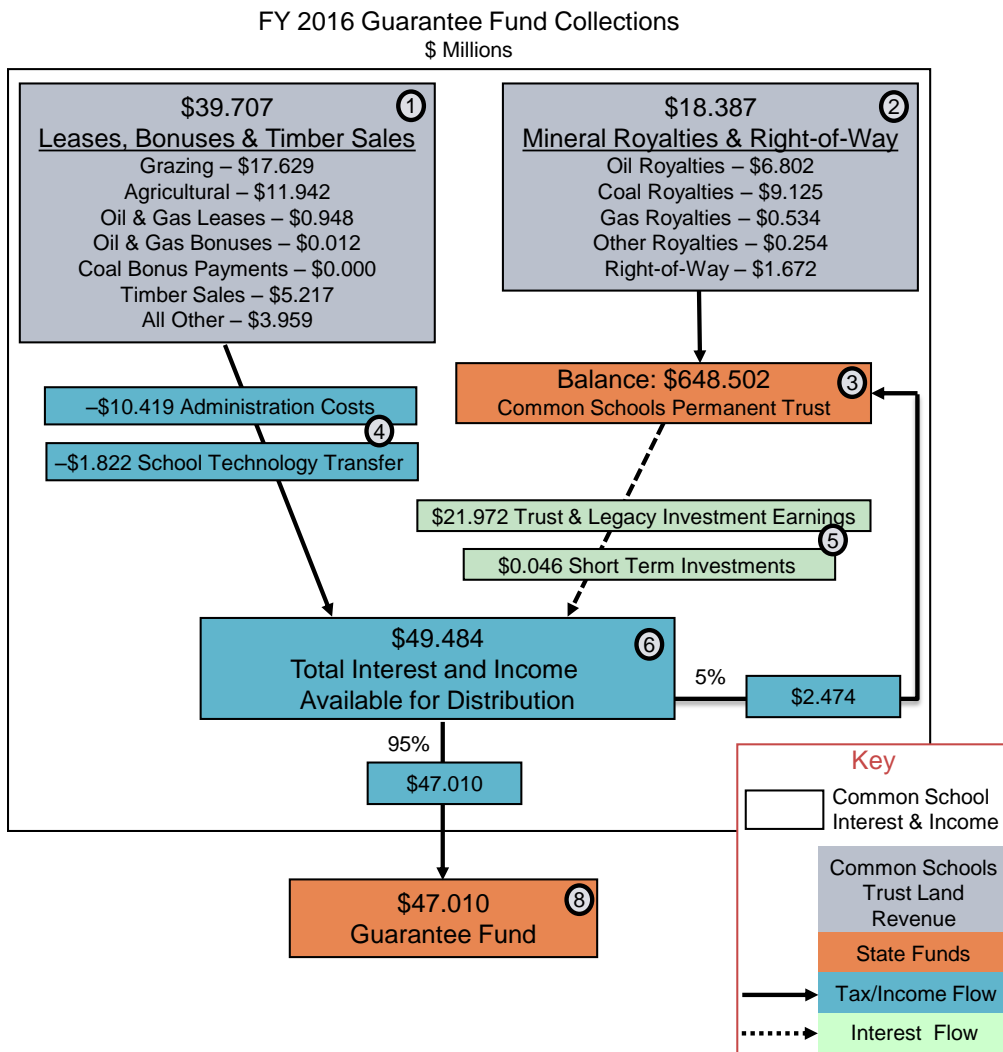 FY 2016 Guarantee Fund Collections
$ Millions
$39.707
1
Leases, Bonuses & Timber Sales
Grazing – $17.629
Agricultural – $11.942
Oil & Gas Leases – $0.948
Oil & Gas Bonuses – $0.012
Coal Bonus Payments – $0.000
Timber Sales – $5.217
All Other – $3.959
$18.387
2
Mineral Royalties & Right-of-Way
Oil Royalties – $6.802
Coal Royalties – $9.125
Gas Royalties – $0.534
Other Royalties – $0.254
Right-of-Way – $1.672
Balance: $648.502
3
Common Schools Permanent Trust
–$10.419 Administration Costs
4
–$1.822 School Technology Transfer
$21.972 Trust & Legacy Investment Earnings
5
$0.046 Short Term Investments
$49.484
6
Total Interest and Income
Available for Distribution
5%
$2.474
95%
$47.010
$47.010
8
Guarantee Fund
Key
Common School
Interest & Income
Common Schools
Trust Land
Revenue
State Funds
Tax/Income Flow
Interest Flow